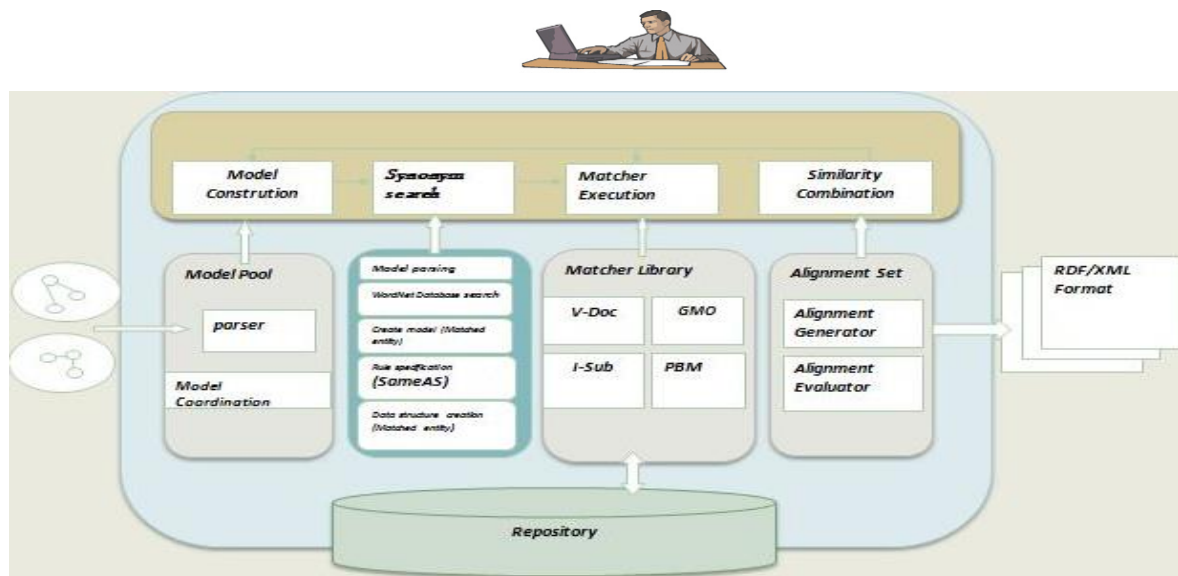 Model
Constrution
Synonym
search
Matcher
Execution
Similarity
Combination
Model Pool
parser
Model
Coordination
Model parsing
WordNet Database search
Create model (Matched
entity)
Rule specification
(SameAS)
Data structure creation
(Matched entity)
Matcher Library
V-Doc
GMO
I-Sub
PBM
Alignment Set
Alignment
Generator
Alignment
Evaluator
RDF/XML
Format
Repository